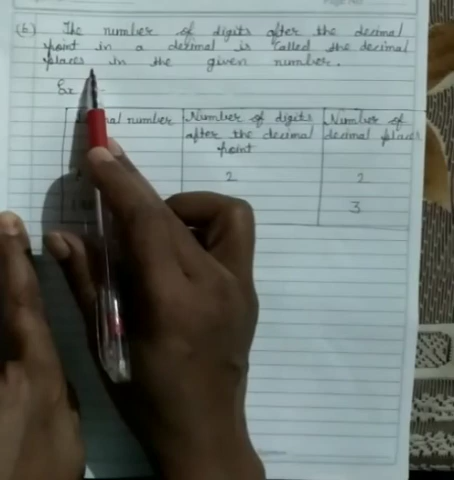 (6) The number of digits after the decimal
point in a decimal is called the decimal
places in the given number.
Ex
number Number of digits Number of
after the decimal decimal places
point
2 2
3